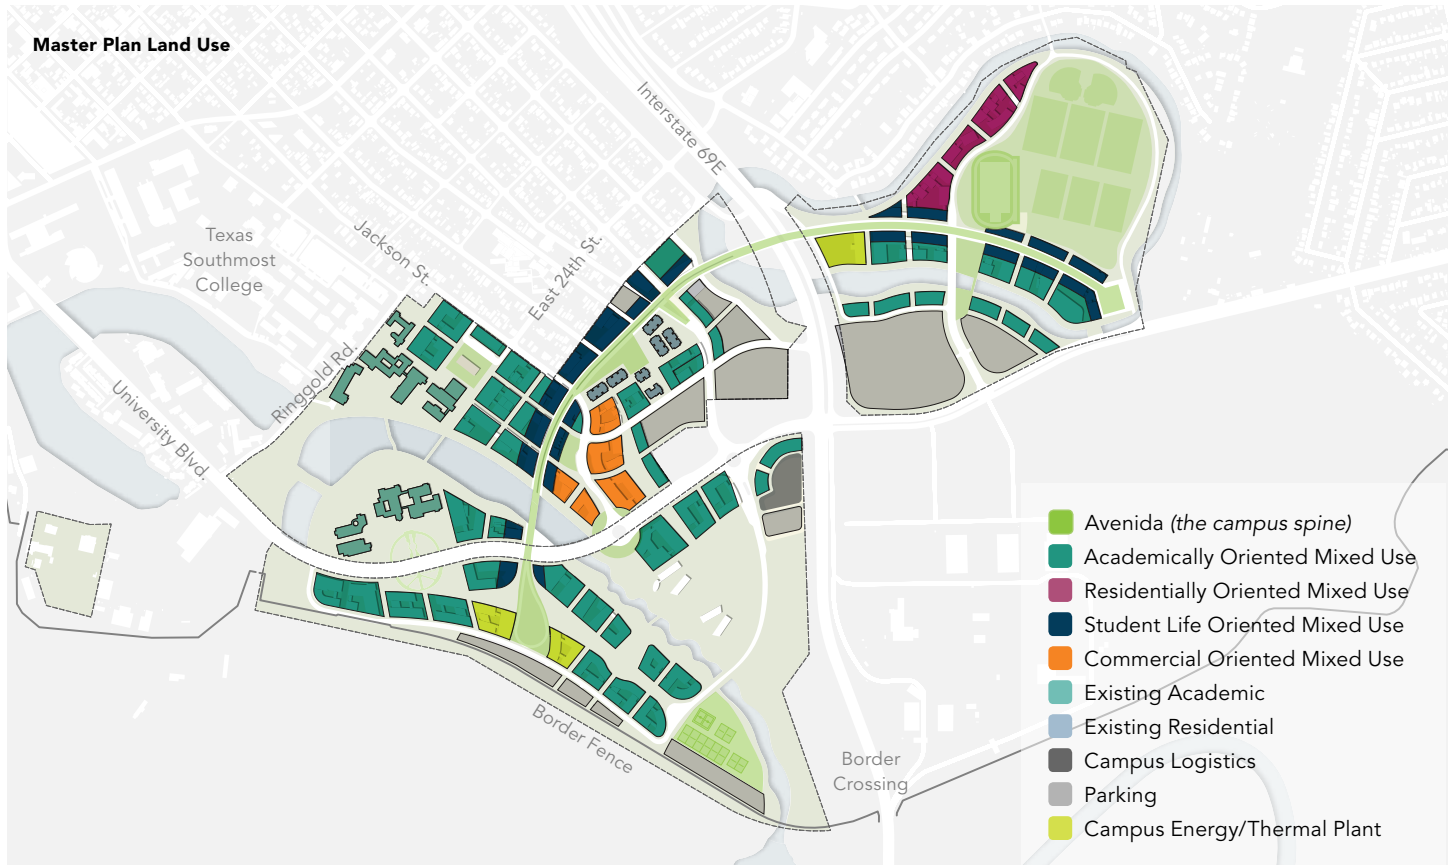 Master Plan Land Use
Interstate 69E
Texas
Southmost
College
Jackson St.
East 24th St.
Ringgold Rd.
University Blvd.
Border Fence
Border
Crossing
Avenida (the campus spine)
Academically Oriented Mixed Use
Residentially Oriented Mixed Use
Student Life Oriented Mixed Use
Commercial Oriented Mixed Use
Existing Academic
Existing Residential
Campus Logistics
Parking
Campus Energy/Thermal Plant